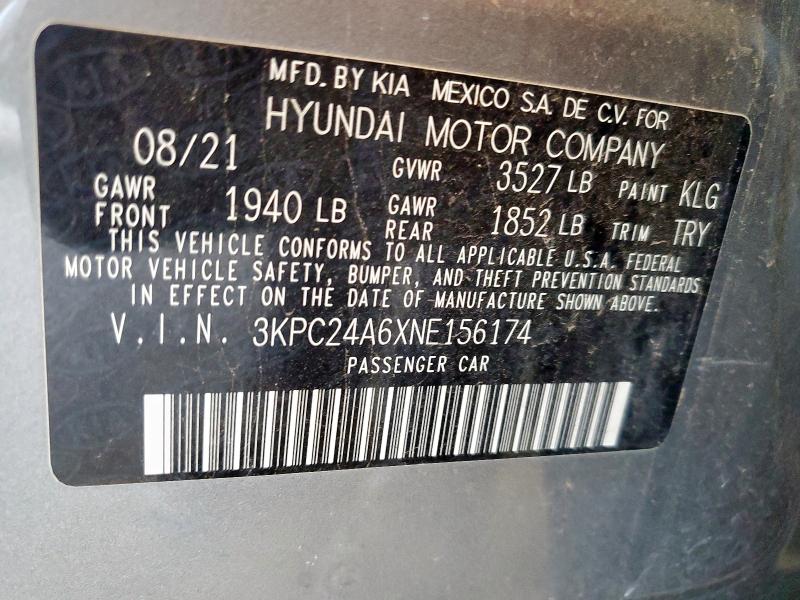 MFD. BY KIA MEXICO S.A. DE C.V. FOR
HYUNDAI MOTOR COMPANY
08/21 GVWR 3527 LB PAINT KLG
GAWR FRONT 1940 LB GAWR REAR 1852 LB TRIM TRY
THIS VEHICLE CONFORMS TO ALL APPLICABLE U.S.A. FEDERAL
MOTOR VEHICLE SAFETY, BUMPER, AND THEFT PREVENTION STANDARDS
IN EFFECT ON THE DATE OF MANUFACTURE SHOWN ABOVE.
V.I.N. 3KPC24A6XNE156174
PASSENGER CAR